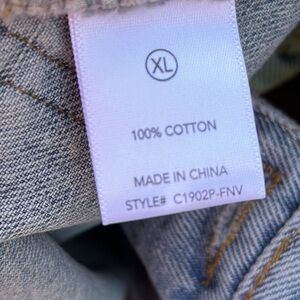 XL
100% COTTON
MADE IN CHINA
STYLE# C1902P-FNV